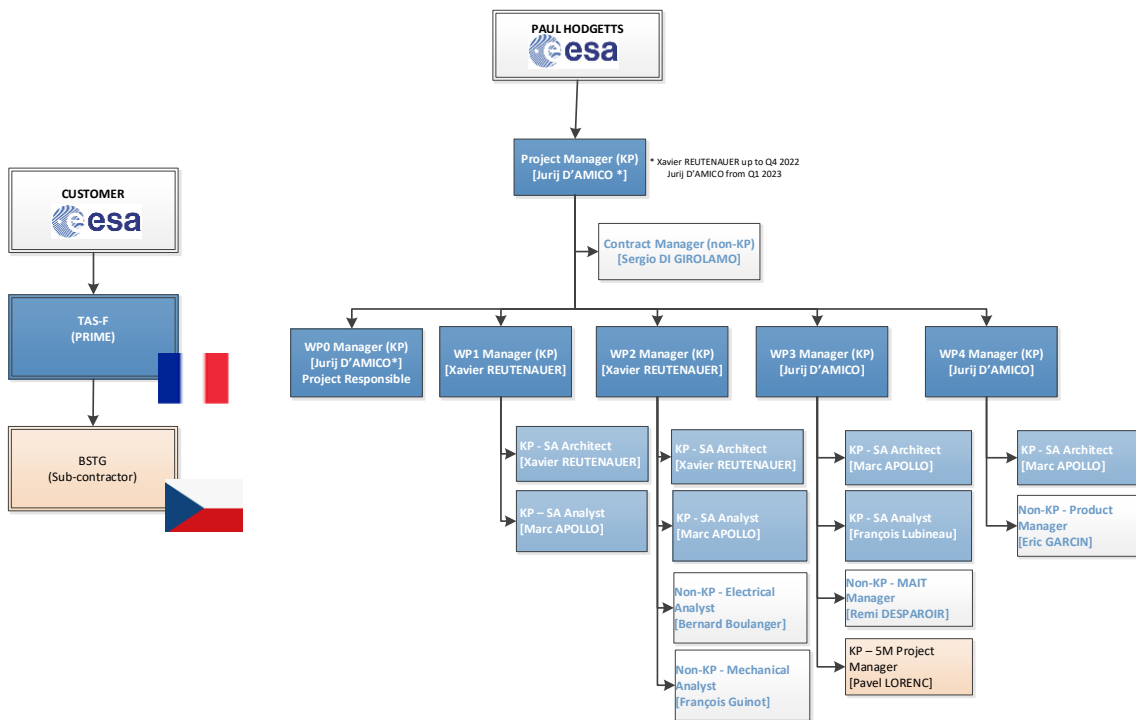 PAUL HODGETTS
esa
Project Manager (KP)
[Jurij D'AMICO *]
* Xavier REUTENAUER up to Q4 2022
Jurij D'AMICO from Q1 2023
CUSTOMER
esa
Contract Manager (non-KP)
[Sergio DI GIROLAMO]
TAS-F
(PRIME)
BSTG
(Sub-contractor)
WP0 Manager (KP)
[Jurij D'AMICO*]
Project Responsible
WP1 Manager (KP)
[Xavier REUTENAUER]
WP2 Manager (KP)
[Xavier REUTENAUER]
WP3 Manager (KP)
[Jurij D'AMICO]
WP4 Manager (KP)
[Jurij D'AMICO]
KP - SA Architect
[Xavier REUTENAUER]
KP – SA Analyst
[Marc APOLLO]
KP - SA Architect
[Xavier REUTENAUER]
KP - SA Analyst
[Marc APOLLO]
Non-KP - Electrical
Analyst
[Bernard Boulanger]
Non-KP - Mechanical
Analyst
[François Guinot]
KP - SA Architect
[Marc APOLLO]
KP - SA Analyst
[François Lubineau]
Non-KP - MAIT
Manager
[Remi DESPAROIR]
KP – 5M Project
Manager
[Pavel LORENC]
KP - SA Architect
[Marc APOLLO]
Non-KP - Product
Manager
[Eric GARCIN]